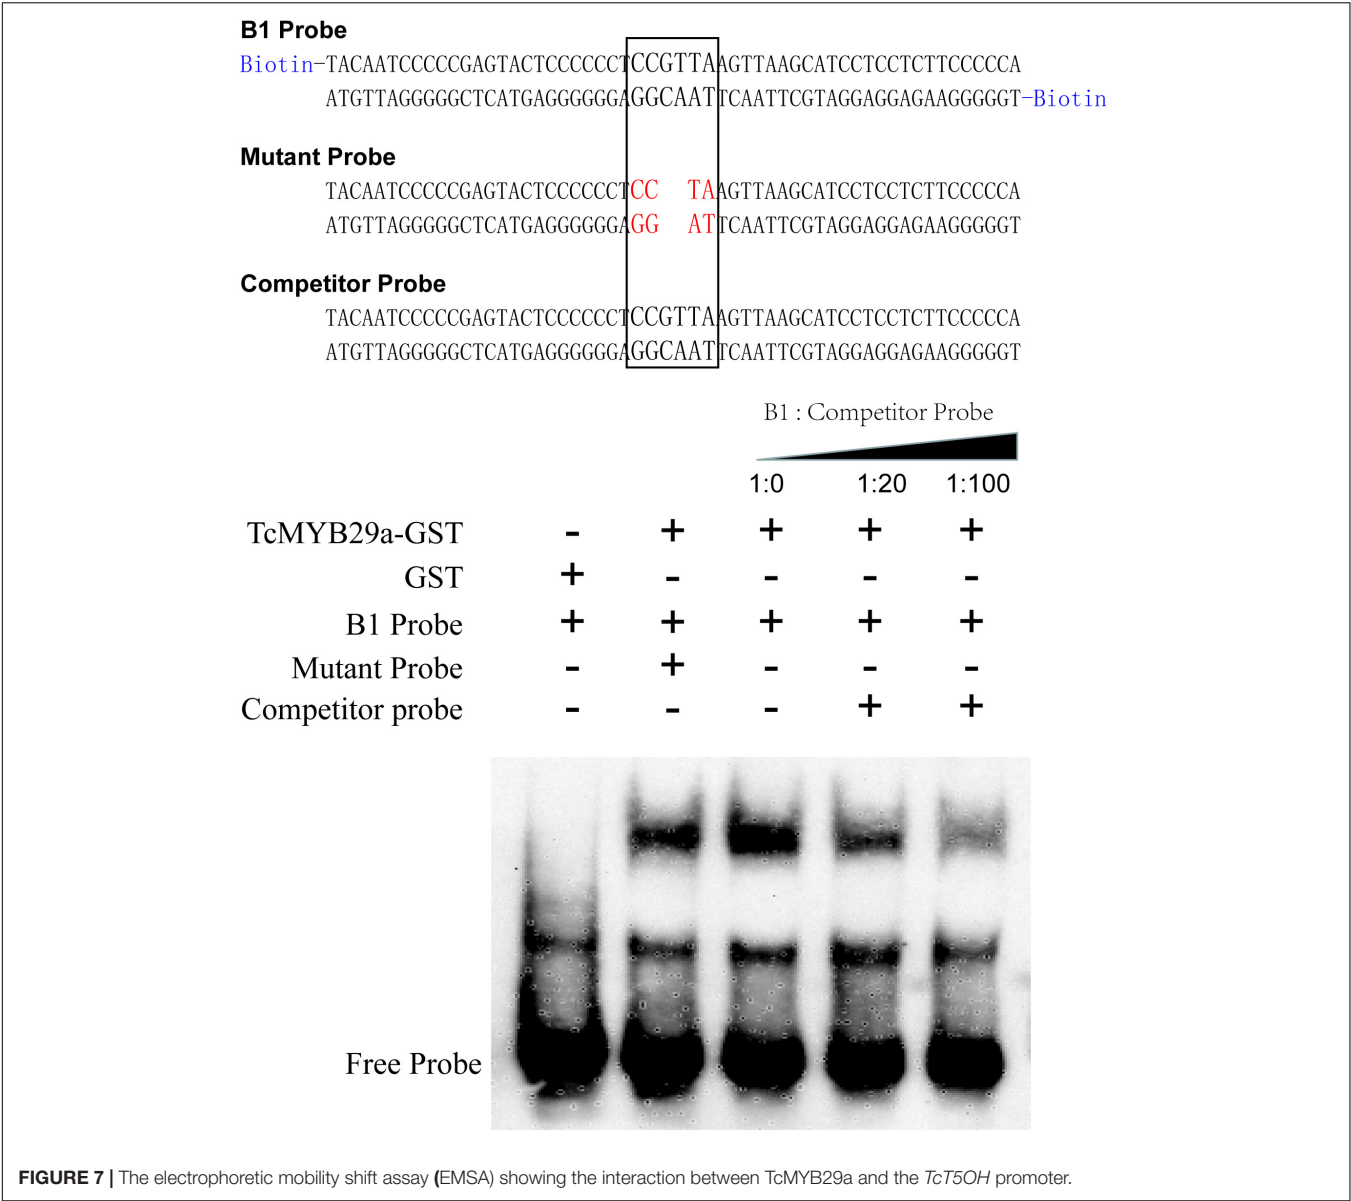 B1 Probe
Biotin-TACAATCCCCCGAGTACTCCCCCCTCCGTTAAGTTAAGCATCCTCCTCTTCCCCCA
ATGTTAGGGGGCTCATGAGGGGGGAGGCAATTCAATTCGTAGGAGGAGAAGGGGGT-Biotin
Mutant Probe
TACAATCCCCCGAGTACTCCCCCCTCC TAAGTTAAGCATCCTCCTCTTCCCCCA
ATGTTAGGGGGCTCATGAGGGGGGAGG ATTCAATTCGTAGGAGGAGAAGGGGGT
Competitor Probe
TACAATCCCCCGAGTACTCCCCCCTCCGTTAAGTTAAGCATCCTCCTCTTCCCCCA
ATGTTAGGGGGCTCATGAGGGGGGAGGCAATTCAATTCGTAGGAGGAGAAGGGGGT
B1 : Competitor Probe
1:0 1:20 1:100
TcMYB29a-GST - + + + +
GST + - - - -
B1 Probe + + + + +
Mutant Probe - + - - -
Competitor probe - - - + +
Free Probe
FIGURE 7 | The electrophoretic mobility shift assay (EMSA) showing the interaction between TcMYB29a and the TcT5OH promoter.